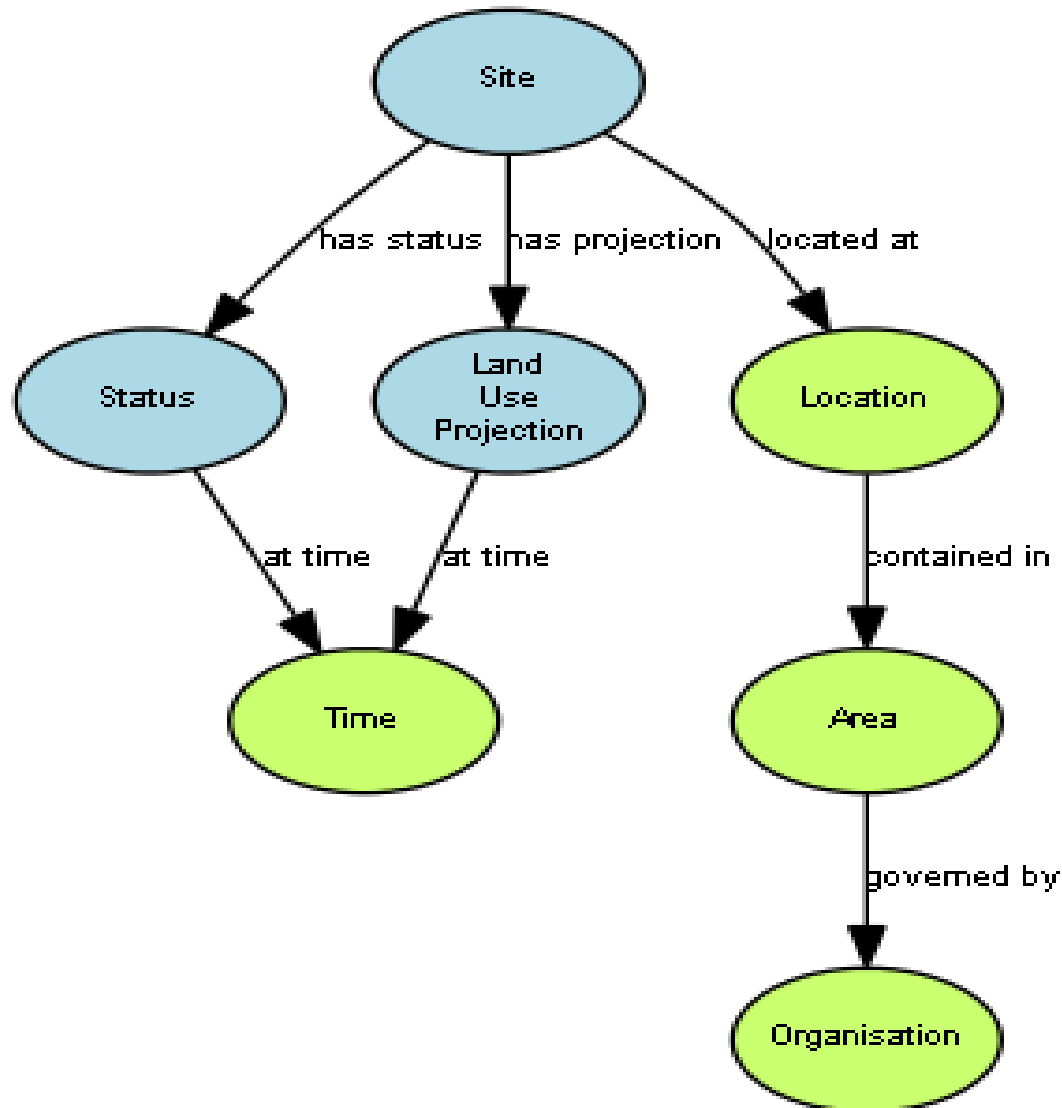 Site
has status
has projection
located at
Status
Land
Use
Projection
Location
at time
at time
contained in
Time
Area
governed by
Organisation